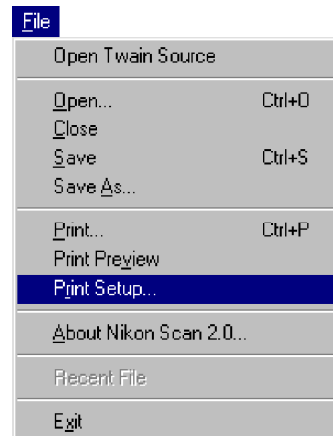 File
Open Twain Source
Open... Ctrl+O
Close
Save Ctrl+S
Save As...
Print... Ctrl+P
Print Preview
Print Setup...
About Nikon Scan 2.0...
Recent File
Exit